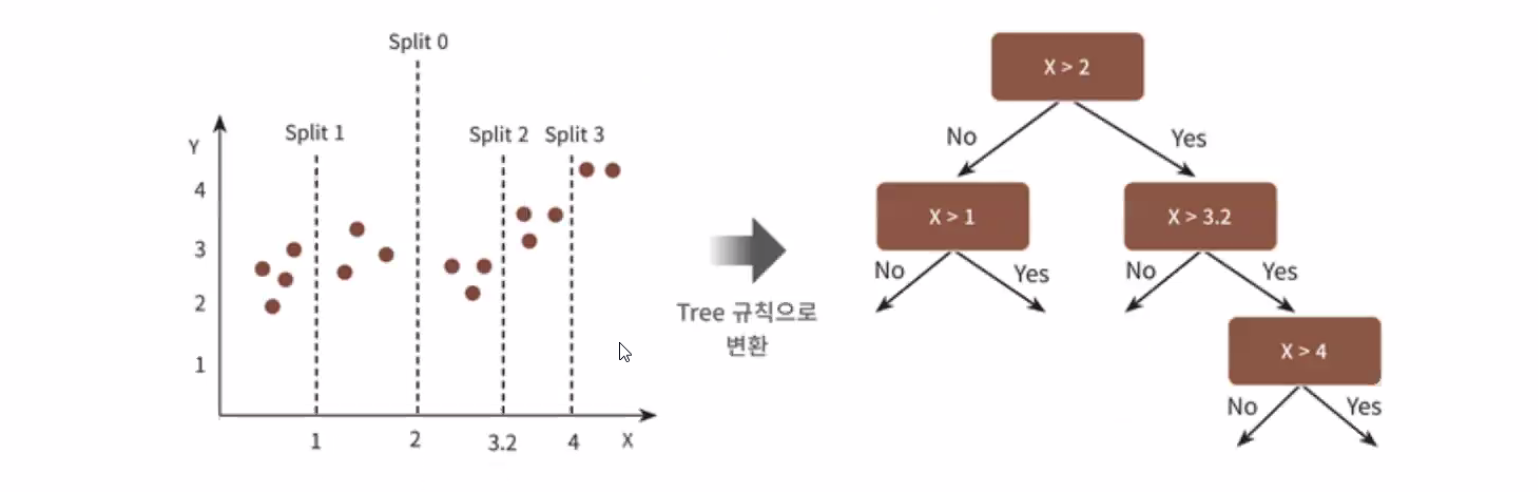 Split 0
Split 1
Split 2 Split 3
Y
4
3
2
1
1 2 3.2 4 X
Tree 규칙으로
변환
X > 2
No Yes
X > 1 X > 3.2
No Yes No Yes
X > 4
No Yes